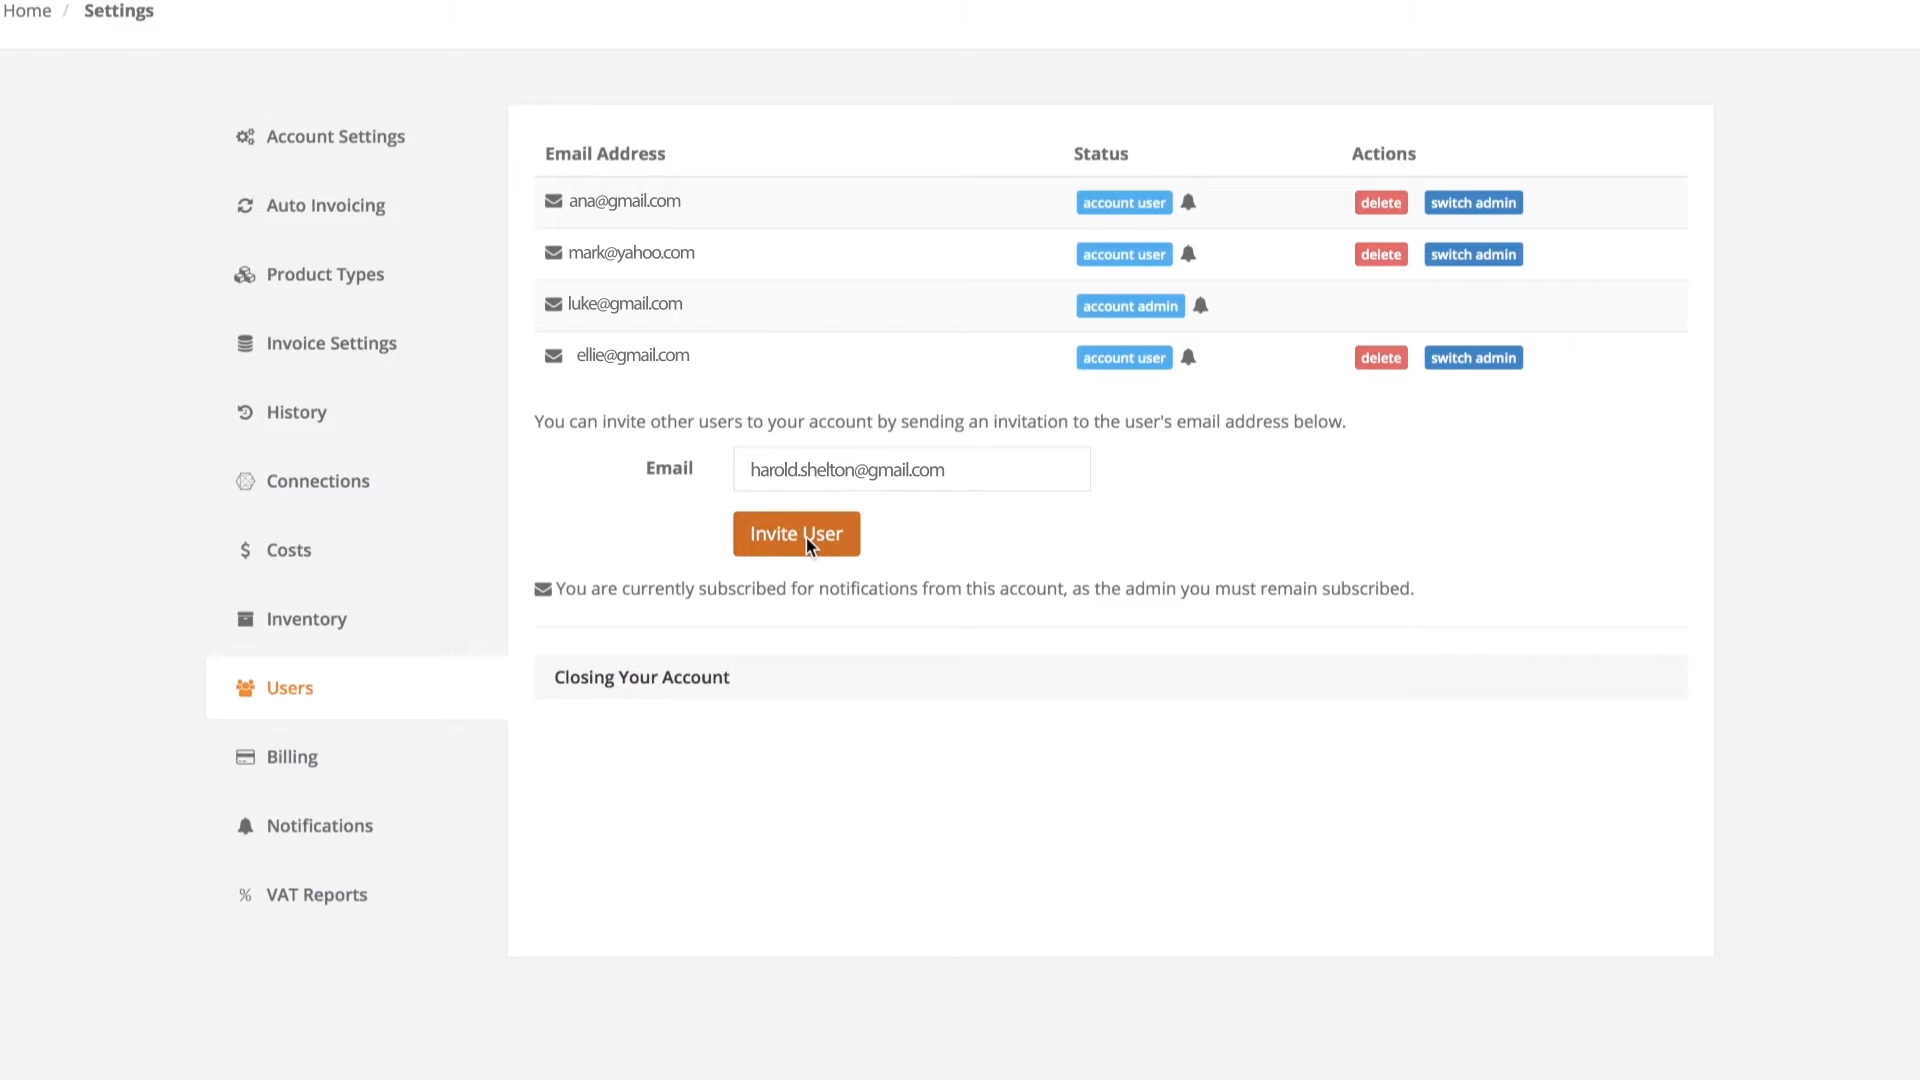 Home / Settings
Account Settings
Auto Invoicing
Product Types
Invoice Settings
History
Connections
$ Costs
Inventory
Users
Billing
Notifications
% VAT Reports
Email Address Status Actions
ana@gmail.com account user delete switch admin
mark@yahoo.com account user delete switch admin
luke@gmail.com account admin
ellie@gmail.com account user delete switch admin
You can invite other users to your account by sending an invitation to the user's email address below.
Email harold.shelton@gmail.com
Invite User
You are currently subscribed for notifications from this account, as the admin you must remain subscribed.
Closing Your Account